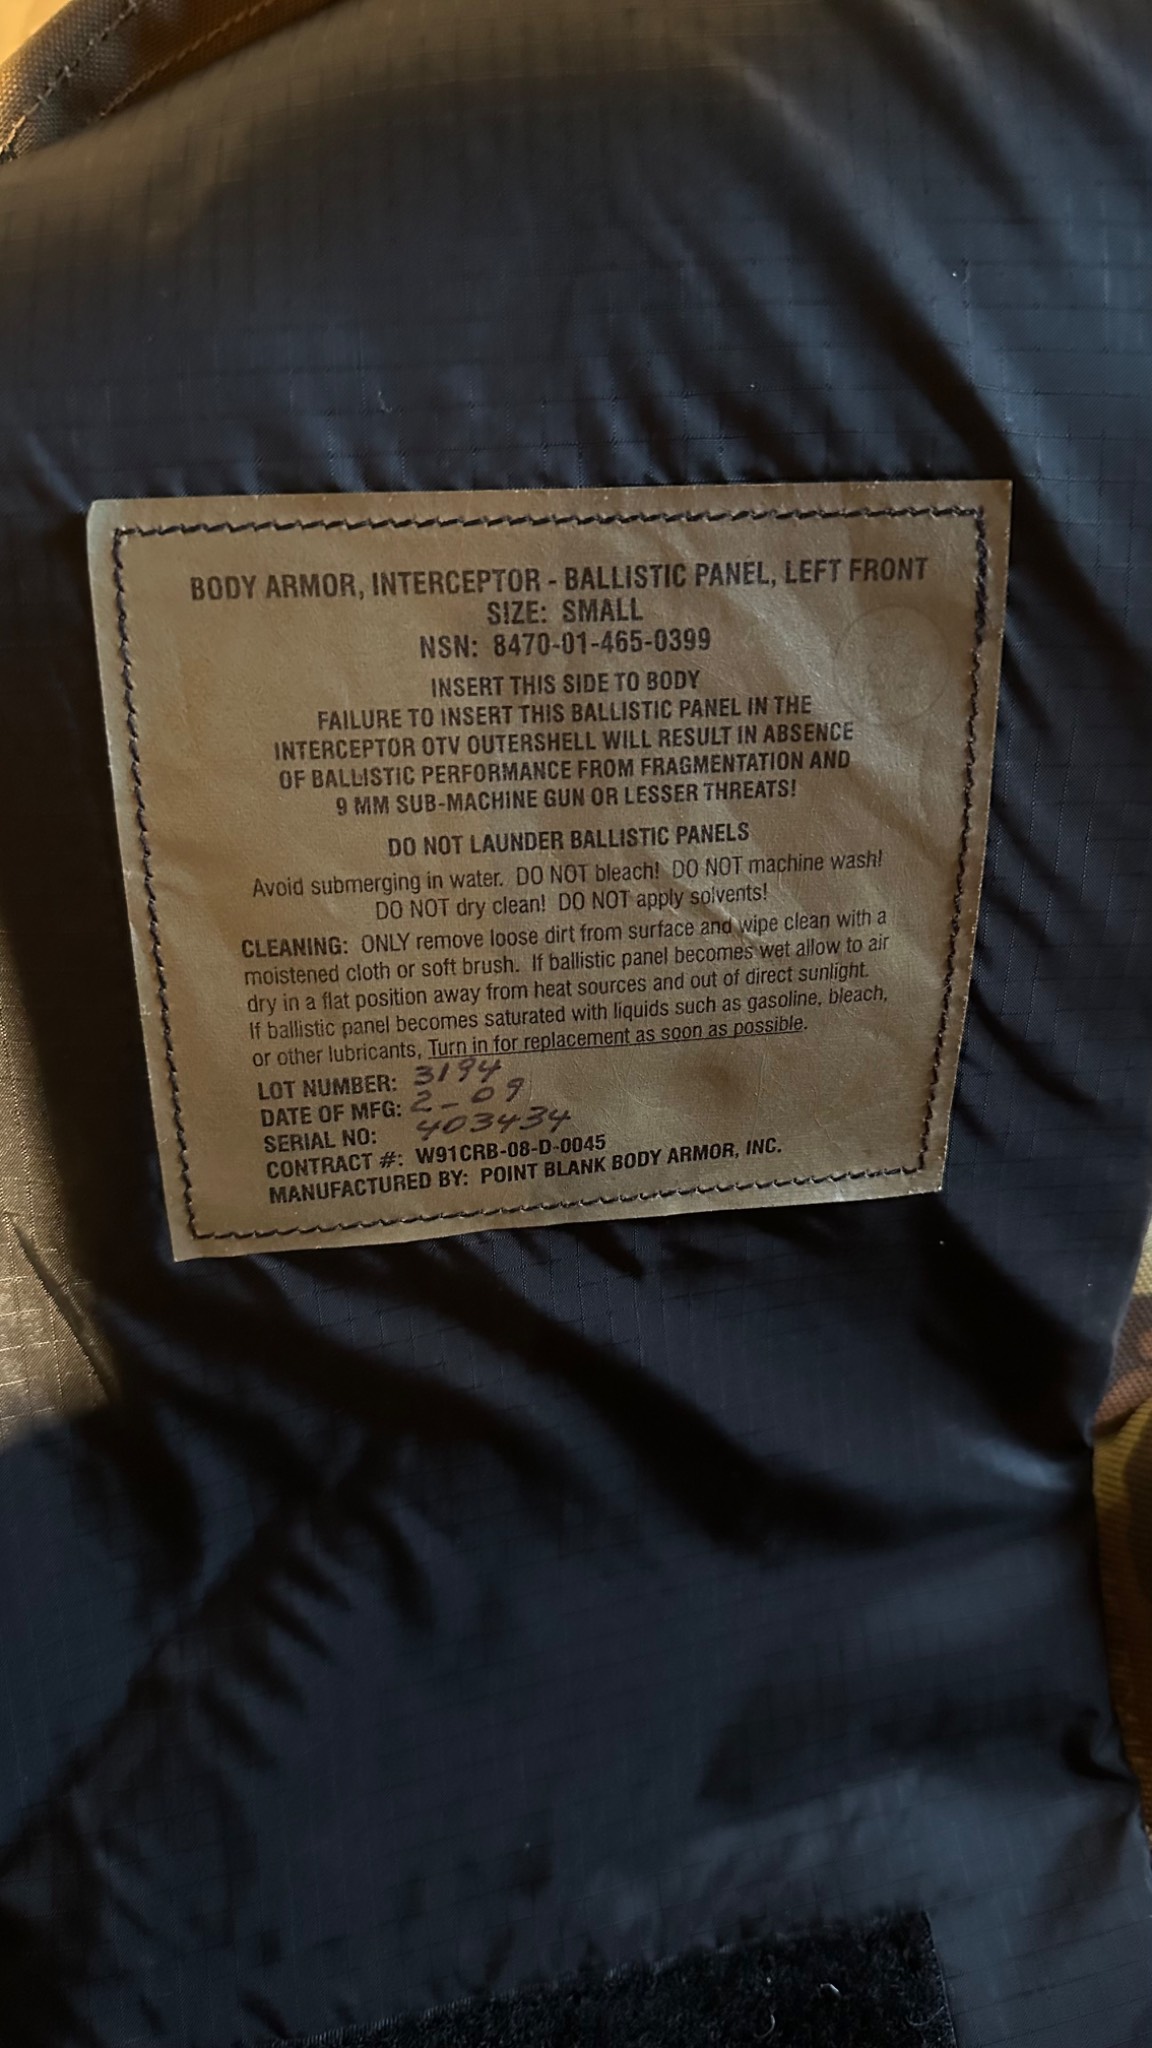 BODY ARMOR, INTERCEPTOR - BALLISTIC PANEL, LEFT FRONT
SIZE: SMALL
NSN: 8470-01-465-0399
INSERT THIS SIDE TO BODY
FAILURE TO INSERT THIS BALLISTIC PANEL IN THE
INTERCEPTOR OTV OUTERSHELL WILL RESULT IN ABSENCE
OF BALLISTIC PERFORMANCE FROM FRAGMENTATION AND
9 MM SUB-MACHINE GUN OR LESSER THREATS!
DO NOT LAUNDER BALLISTIC PANELS
Avoid submerging in water. DO NOT bleach! DO NOT machine wash!
DO NOT dry clean! DO NOT apply solvents!
CLEANING: ONLY remove loose dirt from surface and wipe clean with a
moistened cloth or soft brush. If ballistic panel becomes wet allow to air
dry in a flat position away from heat sources and out of direct sunlight.
If ballistic panel becomes saturated with liquids such as gasoline, bleach,
or other lubricants, Turn in for replacement as soon as possible.
LOT NUMBER: 3194
DATE OF MFG: 2-09
SERIAL NO: 403434
CONTRACT #: W91CRB-08-D-0045
MANUFACTURED BY: POINT BLANK BODY ARMOR, INC.